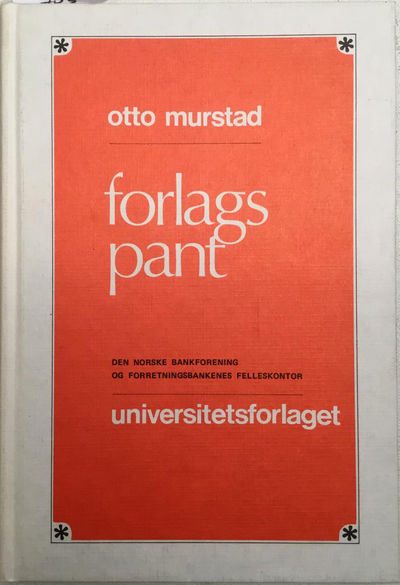 otto murstad
forlags
pant
DEN NORSKE BANKFORENING
OG FORRETNINGSBANKENES FELLESKONTOR
universitetsforlaget